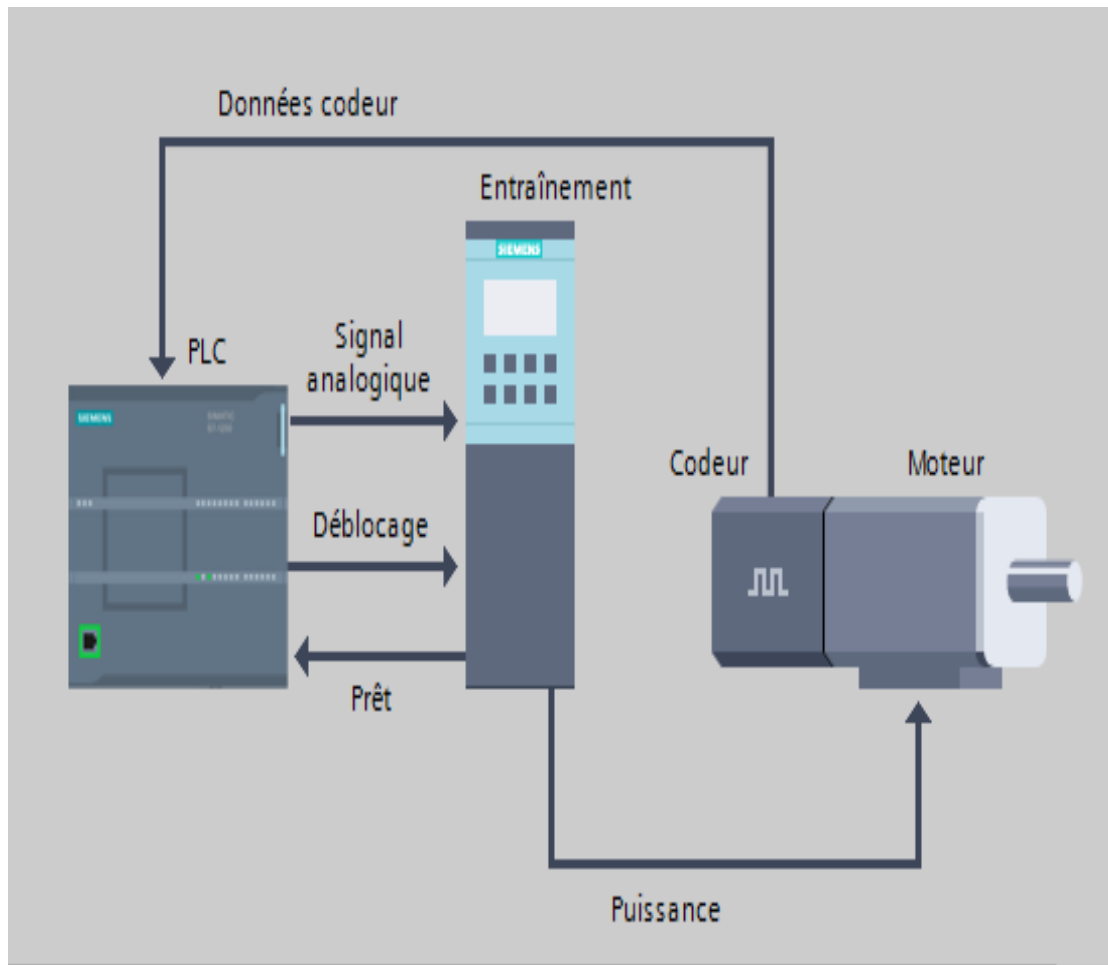 Données codeur
Entraînement
SIEMENS
PLC
Signal
analogique
SIEMENS
Codeur
Moteur
Déblocage
Prêt
Puissance